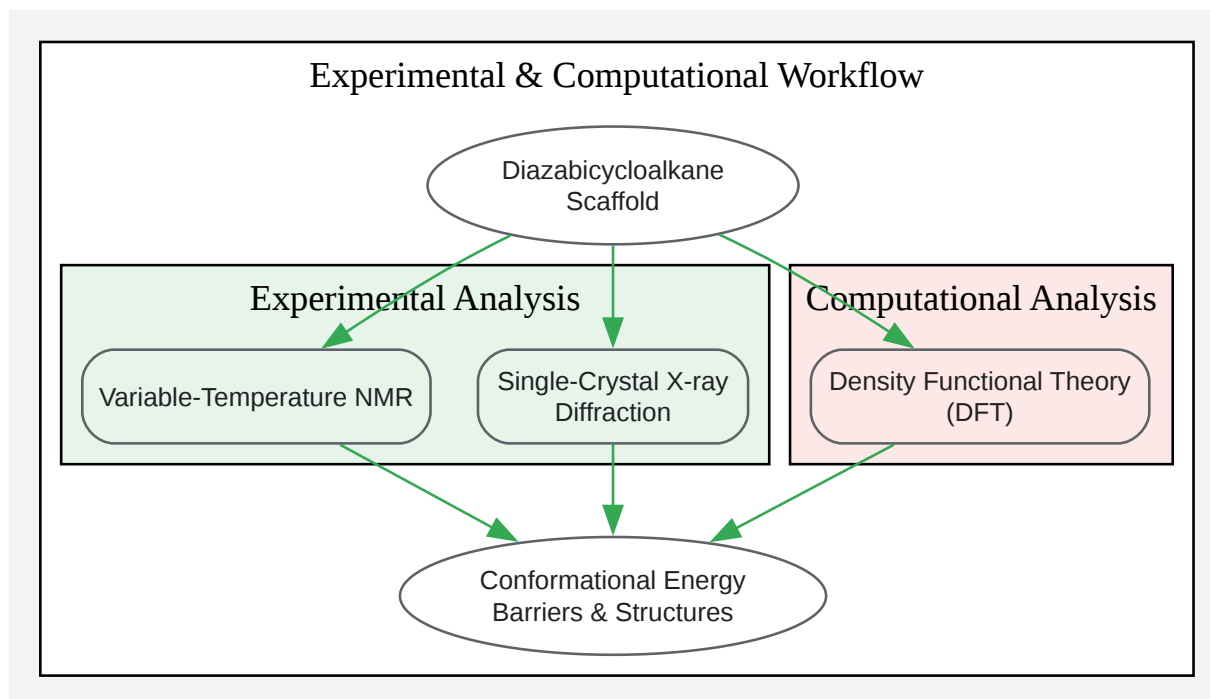 Experimental & Computational Workflow
Diazabicycloalkane
Scaffold
Experimental Analysis
Computational Analysis
Variable-Temperature NMR
Single-Crystal X-ray
Diffraction
Density Functional Theory
(DFT)
Conformational Energy
Barriers & Structures